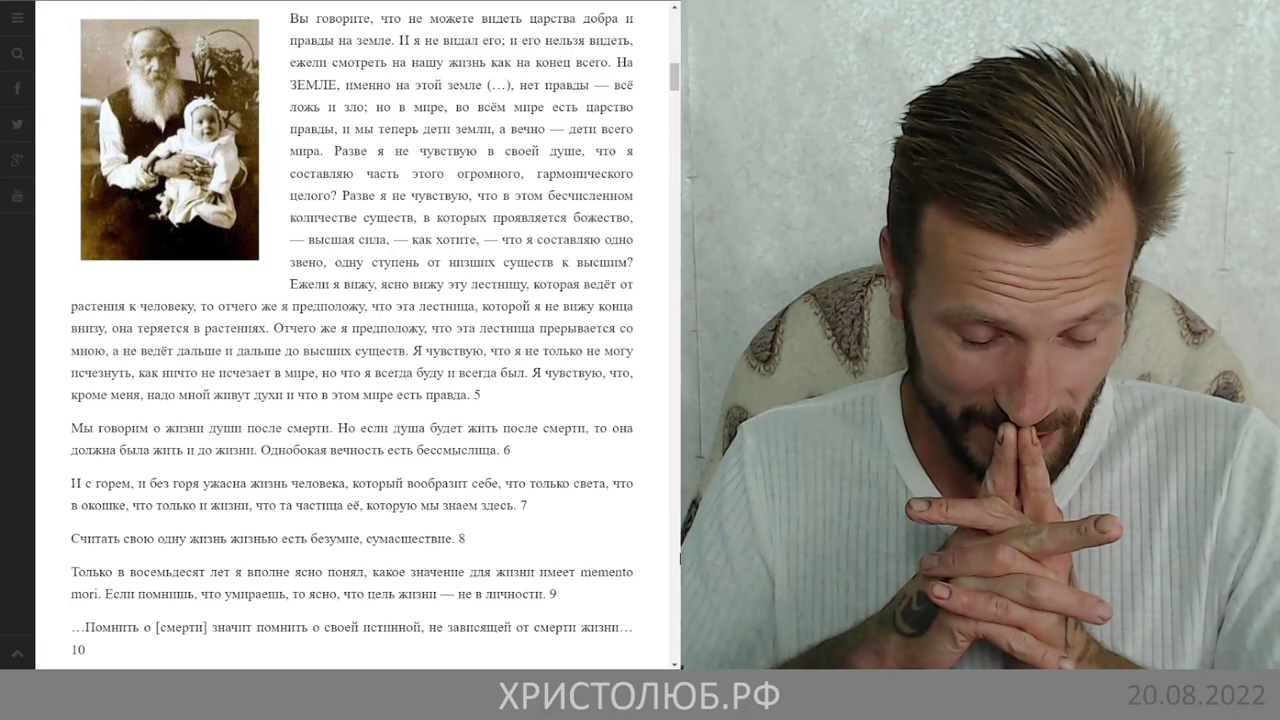 Вы говорите, что не можете видеть царства добра и
правды на земле. И я не видал его; и его нельзя видеть,
ежели смотреть на нашу жизнь как на конец всего. На
ЗЕМЛЕ, именно на этой земле (…), нет правды — всё
ложь и зло; но в мире, во всём мире есть царство
правды, и мы теперь дети земли, а вечно — дети всего
мира. Разве я не чувствую в своей душе, что я
составляю часть этого огромного, гармонического
целого? Разве я не чувствую, что в этом бесчисленном
количестве существ, в которых проявляется божество,
— высшая сила, — как хотите, — что я составляю одно
звено, одну ступень от низших существ к высшим?
Ежели я вижу, ясно вижу эту лестницу, которая ведёт от
растения к человеку, то отчего же я предположу, что эта лестница, которой я не вижу конца
внизу, она теряется в растениях. Отчего же я предположу, что эта лестница прерывается со
мною, а не ведёт дальше и дальше до высших существ. Я чувствую, что я не только не могу
исчезнуть, как ничто не исчезает в мире, но что я всегда буду и всегда был. Я чувствую, что,
кроме меня, надо мной живут духи и что в этом мире есть правда. 5
Мы говорим о жизни души после смерти. Но если душа будет жить после смерти, то она
должна была жить и до жизни. Однобокая вечность есть бессмыслица. 6
И с горем, и без горя ужасна жизнь человека, который вообразит себе, что только света, что
в окошке, что только и жизни, что та частица её, которую мы знаем здесь. 7
Считать свою одну жизнь жизнью есть безумие, сумасшествие. 8
Только в восемьдесят лет я вполне ясно понял, какое значение для жизни имеет memento
mori. Если помнишь, что умираешь, то ясно, что цель жизни — не в личности. 9
…Помнить о [смерти] значит помнить о своей истинной, не зависящей от смерти жизни…
10
ХРИСТОЛЮБ.РФ
20.08.2022